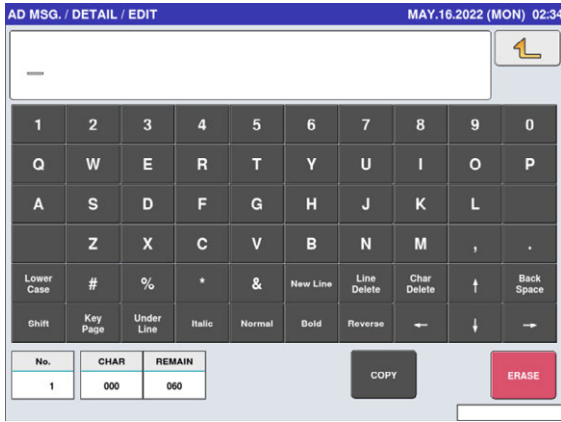 AD MSG. / DETAIL / EDIT MAY.16.2022 (MON) 02:34
1 2 3 4 5 6 7 8 9 0
Q W E R T Y U I O P
A S D F G H J K L
Z X C V B N M , .
Lower Case # % * & New Line Line Delete Char Delete ↑ Back Space
Shift Key Page Under Line Italic Normal Bold Reverse ← ↓ →
No. CHAR REMAIN
1 000 060
COPY ERASE